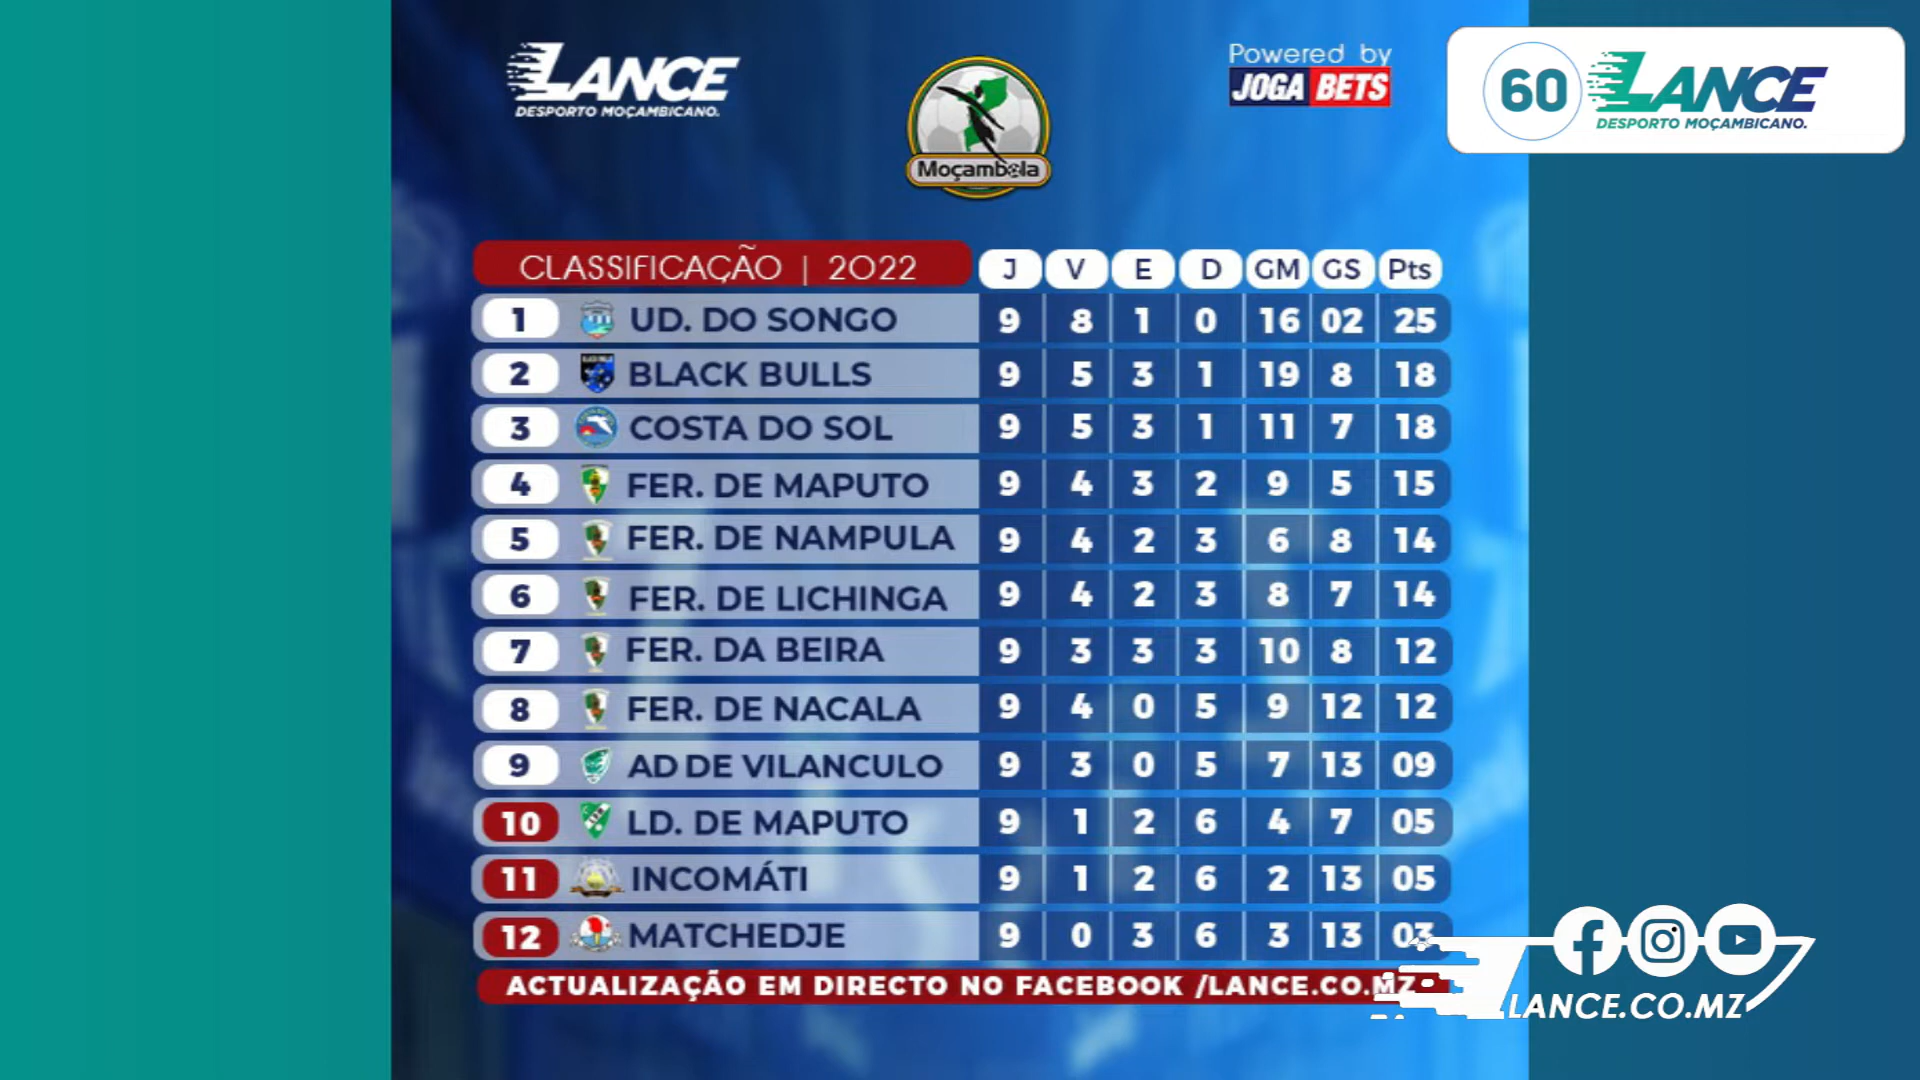 LANCE
DESPORTO MOÇAMBICANO.
Moçambola
Powered by
JOGA BETS
60 LANCE
DESPORTO MOÇAMBICANO.
CLASSIFICAÇÃO | 2022 J V E D GM GS Pts
1 UD. DO SONGO 9 8 1 0 16 02 25
2 BLACK BULLS 9 5 3 1 19 8 18
3 COSTA DO SOL 9 5 3 1 11 7 18
4 FER. DE MAPUTO 9 4 3 2 9 5 15
5 FER. DE NAMPULA 9 4 2 3 6 8 14
6 FER. DE LICHINGA 9 4 2 3 8 7 14
7 FER. DA BEIRA 9 3 3 3 10 8 12
8 FER. DE NACALA 9 4 0 5 9 12 12
9 AD DE VILANCULO 9 3 0 5 7 13 09
10 LD. DE MAPUTO 9 1 2 6 4 7 05
11 INCOMÁTI 9 1 2 6 2 13 05
12 MATCHEDJE 9 0 3 6 3 13 03
ACTUALIZAÇÃO EM DIRECTO NO FACEBOOK /LANCE.CO.MZ
LANCE.CO.MZ